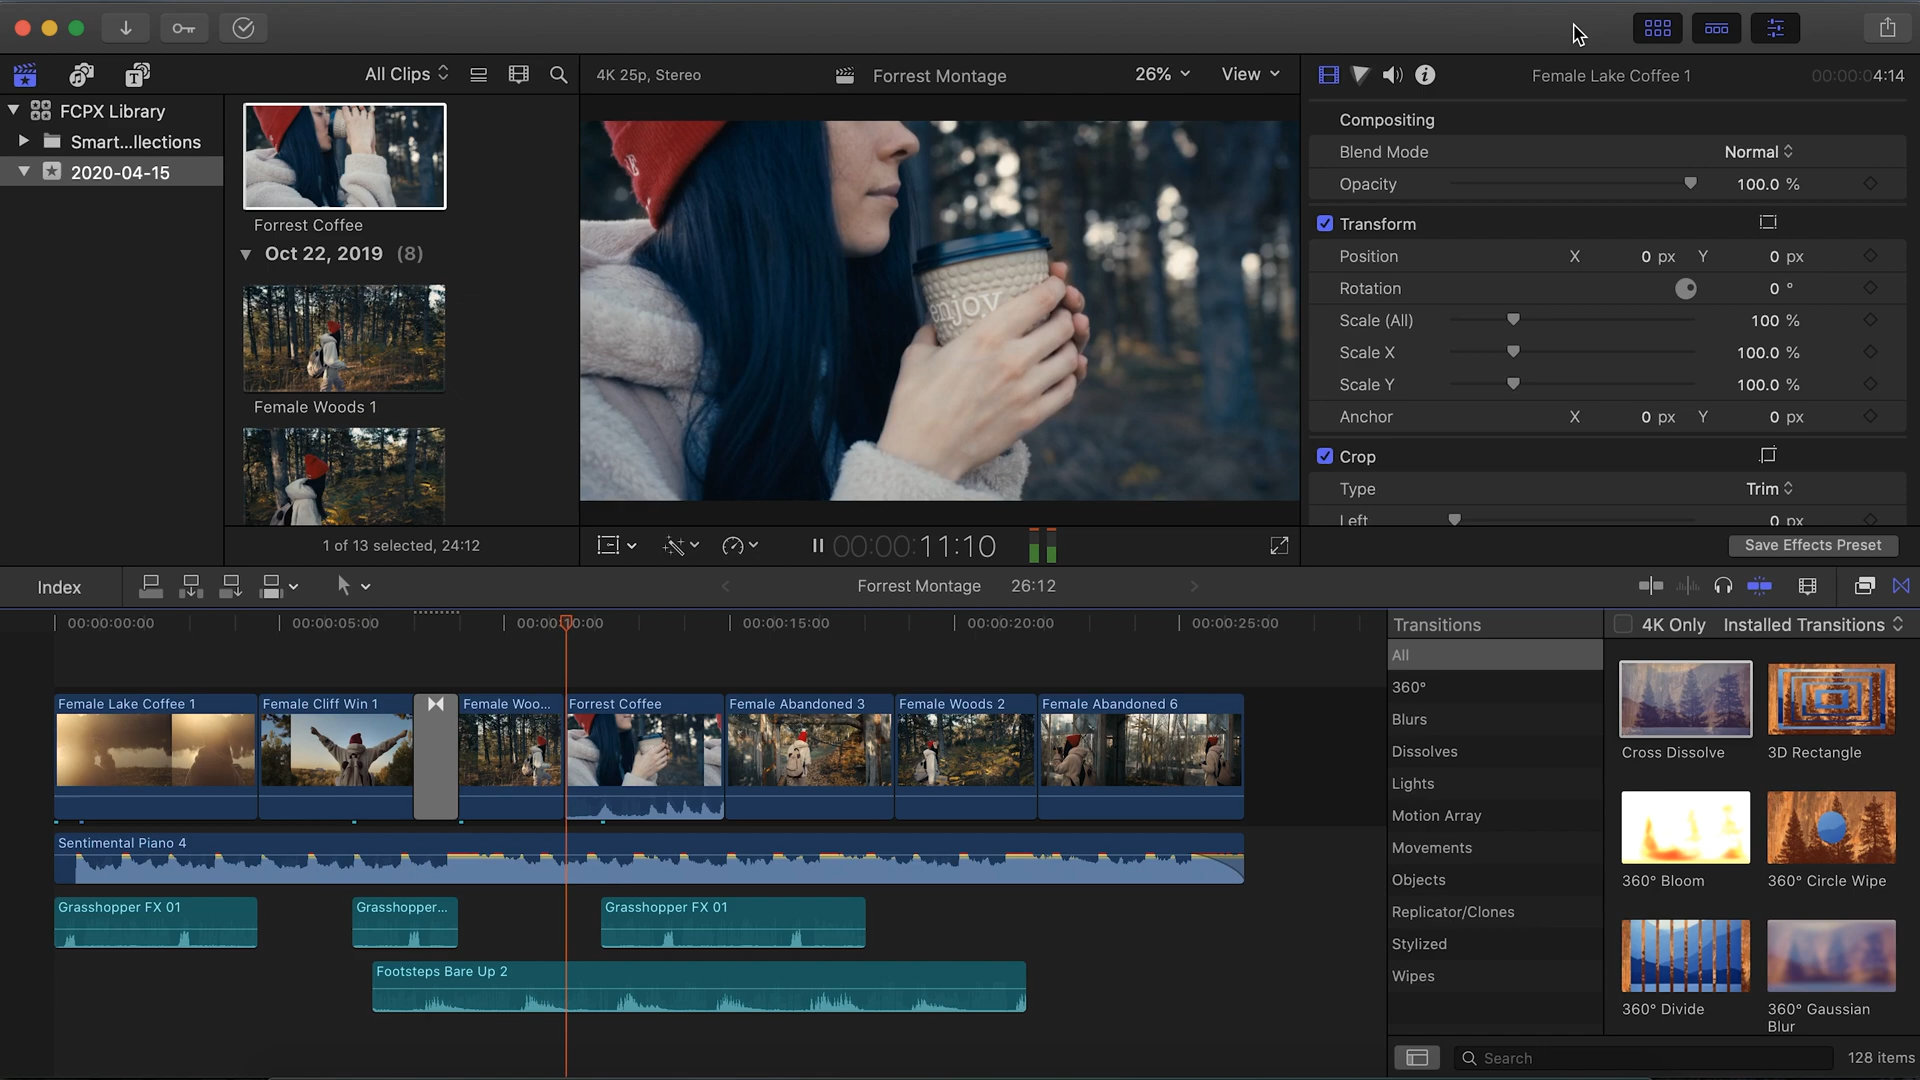 All Clips
4K 25p, Stereo
Forrest Montage
26%
View
Female Lake Coffee 1
00:00:04:14
FCPX Library
Smart...llections
2020-04-15
Forrest Coffee
Oct 22, 2019 (8)
Female Woods 1
1 of 13 selected, 24:12
enjoy
Compositing
Blend Mode Normal
Opacity 100.0 %
Transform
Position X 0 px Y 0 px
Rotation 0 °
Scale (All) 100 %
Scale X 100.0 %
Scale Y 100.0 %
Anchor X 0 px Y 0 px
Crop
Type Trim
Left 0 px
Save Effects Preset
00:00:11:10
Index
Forrest Montage 26:12
00:00:00:00
00:00:05:00
00:00:10:00
00:00:15:00
00:00:20:00
00:00:25:00
Female Lake Coffee 1
Female Cliff Win 1
Female Woo...
Forrest Coffee
Female Abandoned 3
Female Woods 2
Female Abandoned 6
Sentimental Piano 4
Grasshopper FX 01
Grasshopper...
Grasshopper FX 01
Footsteps Bare Up 2
Transitions
All
360°
Blurs
Dissolves
Lights
Motion Array
Movements
Objects
Replicator/Clones
Stylized
Wipes
4K Only
Installed Transitions
Cross Dissolve
3D Rectangle
360° Bloom
360° Circle Wipe
360° Divide
360° Gaussian
Blur
Search
128 items